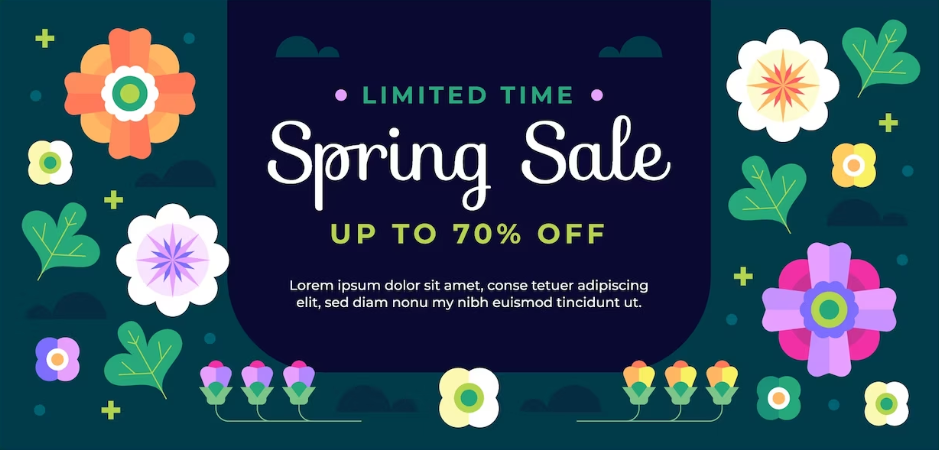 LIMITED TIME
Spring Sale
UP TO 70% OFF
Lorem ipsum dolor sit amet, conse tetuer adipiscing
elit, sed diam nonu my nibh euismod tincidunt ut.